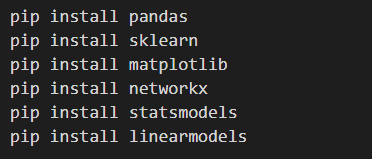 pip install pandas
pip install sklearn
pip install matplotlib
pip install networkx
pip install statsmodels
pip install linearmodels